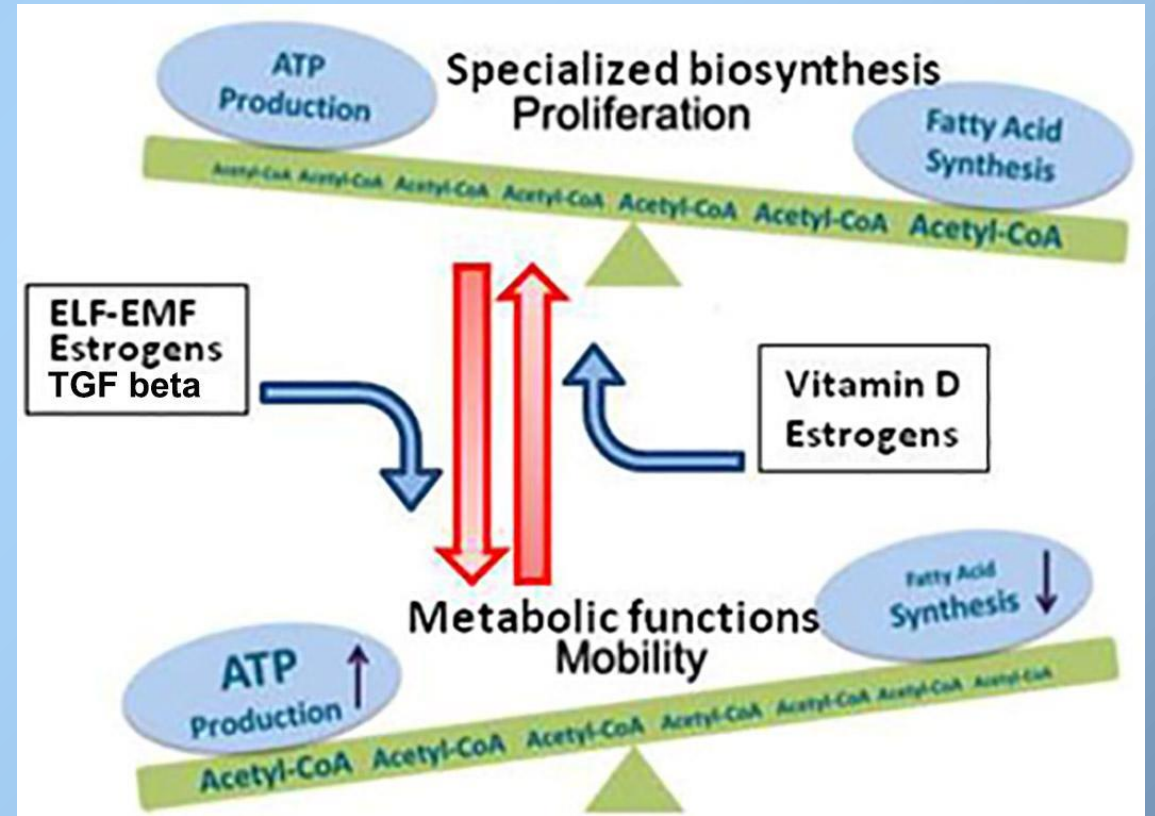 ATP
Production
Specialized biosynthesis
Proliferation
Fatty Acid
Synthesis
Acetyl-CoA Acetyl-CoA Acetyl-CoA Acetyl-CoA Acetyl-CoA Acetyl-CoA Acetyl-CoA
ELF-EMF
Estrogens
TGF beta
Vitamin D
Estrogens
Metabolic functions
Mobility
Fatty Acid
Synthesis
ATP
Production
Acetyl-CoA Acetyl-CoA Acetyl-CoA Acetyl-CoA Acetyl-CoA Acetyl-CoA Acetyl-CoA